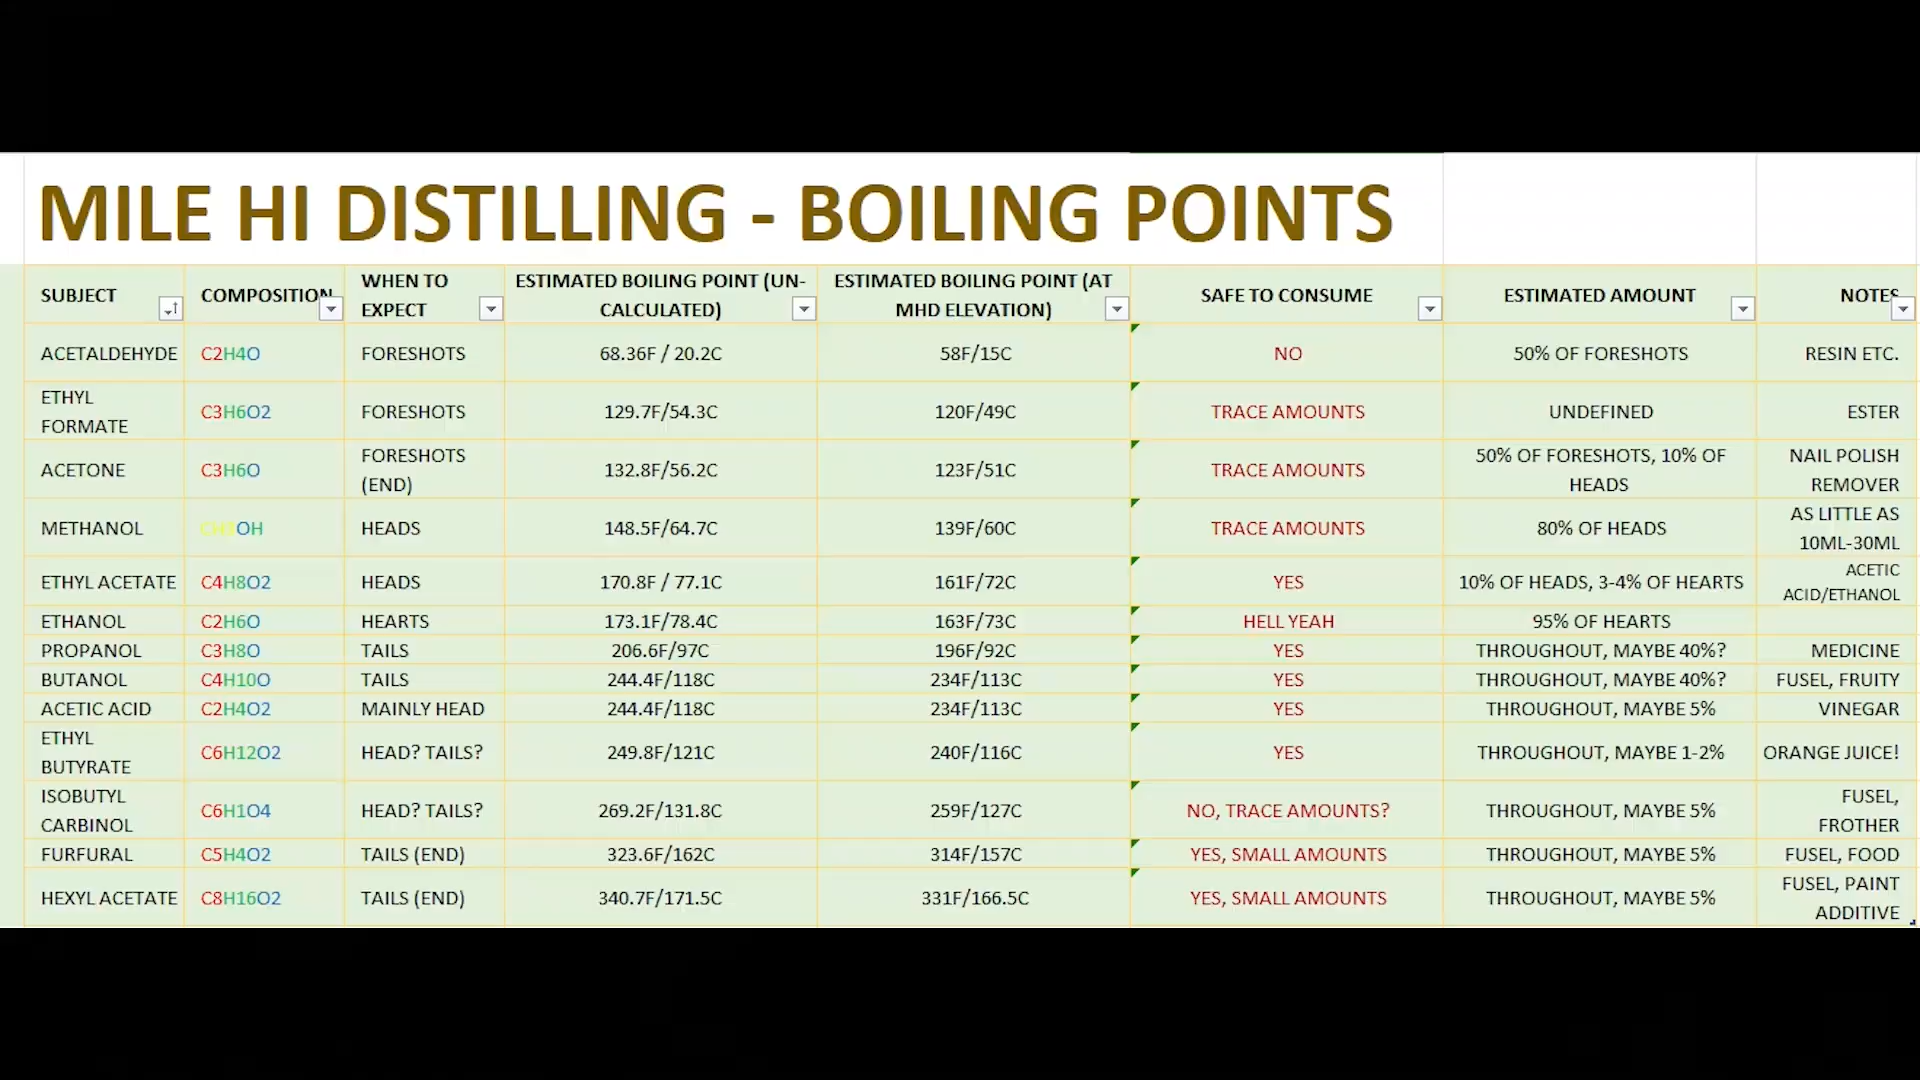 MILE HI DISTILLING - BOILING POINTS
SUBJECT
COMPOSITION
WHEN TO
EXPECT
ESTIMATED BOILING POINT (UN-
CALCULATED)
ESTIMATED BOILING POINT (AT
MHD ELEVATION)
SAFE TO CONSUME
ESTIMATED AMOUNT
NOTES
ACETALDEHYDE
C2H4O
FORESHOTS
68.36F / 20.2C
58F/15C
NO
50% OF FORESHOTS
RESIN ETC.
ETHYL
FORMATE
C3H6O2
FORESHOTS
129.7F/54.3C
120F/49C
TRACE AMOUNTS
UNDEFINED
ESTER
ACETONE
C3H6O
FORESHOTS
(END)
132.8F/56.2C
123F/51C
TRACE AMOUNTS
50% OF FORESHOTS, 10% OF
HEADS
NAIL POLISH
REMOVER
METHANOL
CH3OH
HEADS
148.5F/64.7C
139F/60C
TRACE AMOUNTS
80% OF HEADS
AS LITTLE AS
10ML-30ML
ETHYL ACETATE
C4H8O2
HEADS
170.8F / 77.1C
161F/72C
YES
10% OF HEADS, 3-4% OF HEARTS
ACETIC
ACID/ETHANOL
ETHANOL
C2H6O
HEARTS
173.1F/78.4C
163F/73C
HELL YEAH
95% OF HEARTS
PROPANOL
C3H8O
TAILS
206.6F/97C
196F/92C
YES
THROUGHOUT, MAYBE 40%?
MEDICINE
BUTANOL
C4H10O
TAILS
244.4F/118C
234F/113C
YES
THROUGHOUT, MAYBE 40%?
FUSEL, FRUITY
ACETIC ACID
C2H4O2
MAINLY HEAD
244.4F/118C
234F/113C
YES
THROUGHOUT, MAYBE 5%
VINEGAR
ETHYL
BUTYRATE
C6H12O2
HEAD? TAILS?
249.8F/121C
240F/116C
YES
THROUGHOUT, MAYBE 1-2%
ORANGE JUICE!
ISOBUTYL
CARBINOL
C6H1O4
HEAD? TAILS?
269.2F/131.8C
259F/127C
NO, TRACE AMOUNTS?
THROUGHOUT, MAYBE 5%
FUSEL,
FROTHER
FURFURAL
C5H4O2
TAILS (END)
323.6F/162C
314F/157C
YES, SMALL AMOUNTS
THROUGHOUT, MAYBE 5%
FUSEL, FOOD
HEXYL ACETATE
C8H16O2
TAILS (END)
340.7F/171.5C
331F/166.5C
YES, SMALL AMOUNTS
THROUGHOUT, MAYBE 5%
FUSEL, PAINT
ADDITIVE